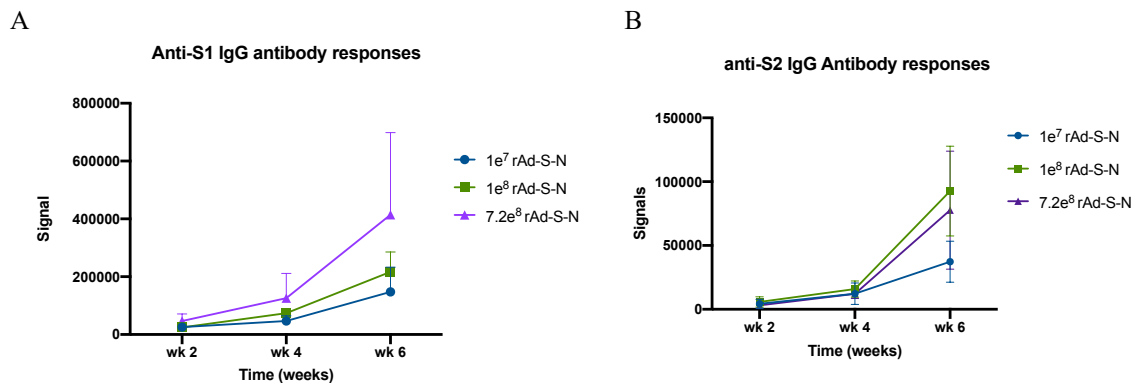 A
Anti-S1 IgG antibody responses
800000
600000
400000
200000
0
Signal
wk 2
wk 4
wk 6
Time (weeks)
1e⁷ rAd-S-N
1e⁸ rAd-S-N
7.2e⁸ rAd-S-N
B
anti-S2 IgG Antibody responses
150000
100000
50000
0
Signals
wk 2
wk 4
wk 6
Time (weeks)
1e⁷ rAd-S-N
1e⁸ rAd-S-N
7.2e⁸ rAd-S-N